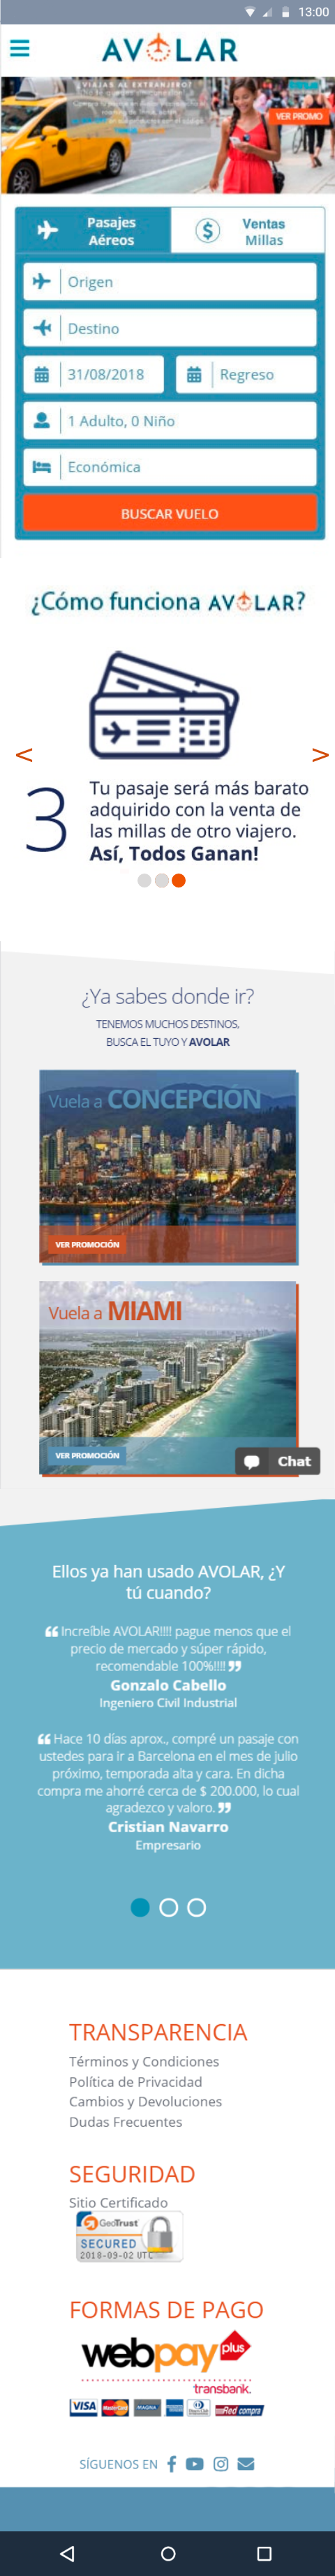 13:00
AVOLAR
VIAJAS AL EXTRANJERO?
VER PROMO
Pasajes
Aéreos
$
Ventas
Millas
Origen
Destino
31/08/2018
Regreso
1 Adulto, 0 Niño
Económica
BUSCAR VUELO
¿Cómo funciona AVOLAR?
<
>
3
Tu pasaje será más barato
adquirido con la venta de
las millas de otro viajero.
Así, Todos Ganan!
¿Ya sabes donde ir?
TENEMOS MUCHOS DESTINOS,
BUSCA EL TUYO Y AVOLAR
Vuela a CONCEPCIÓN
VER PROMOCIÓN
Vuela a MIAMI
VER PROMOCIÓN
Chat
Ellos ya han usado AVOLAR, ¿Y
tú cuando?
“ Increíble AVOLAR!!!! pague menos que el
precio de mercado y súper rápido,
recomendable 100%!!!! ”
Gonzalo Cabello
Ingeniero Civil Industrial
“ Hace 10 días aprox., compré un pasaje con
ustedes para ir a Barcelona en el mes de julio
próximo, temporada alta y cara. En dicha
compra me ahorré cerca de $ 200.000, lo cual
agradezco y valoro. ”
Cristian Navarro
Empresario
TRANSPARENCIA
Términos y Condiciones
Política de Privacidad
Cambios y Devoluciones
Dudas Frecuentes
SEGURIDAD
Sitio Certificado
GeoTrust
SECURED
2018-09-02 UTC
FORMAS DE PAGO
webpay plus
transbank.
VISA MasterCard MAGNA Diners Club Red compra
SÍGUENOS EN